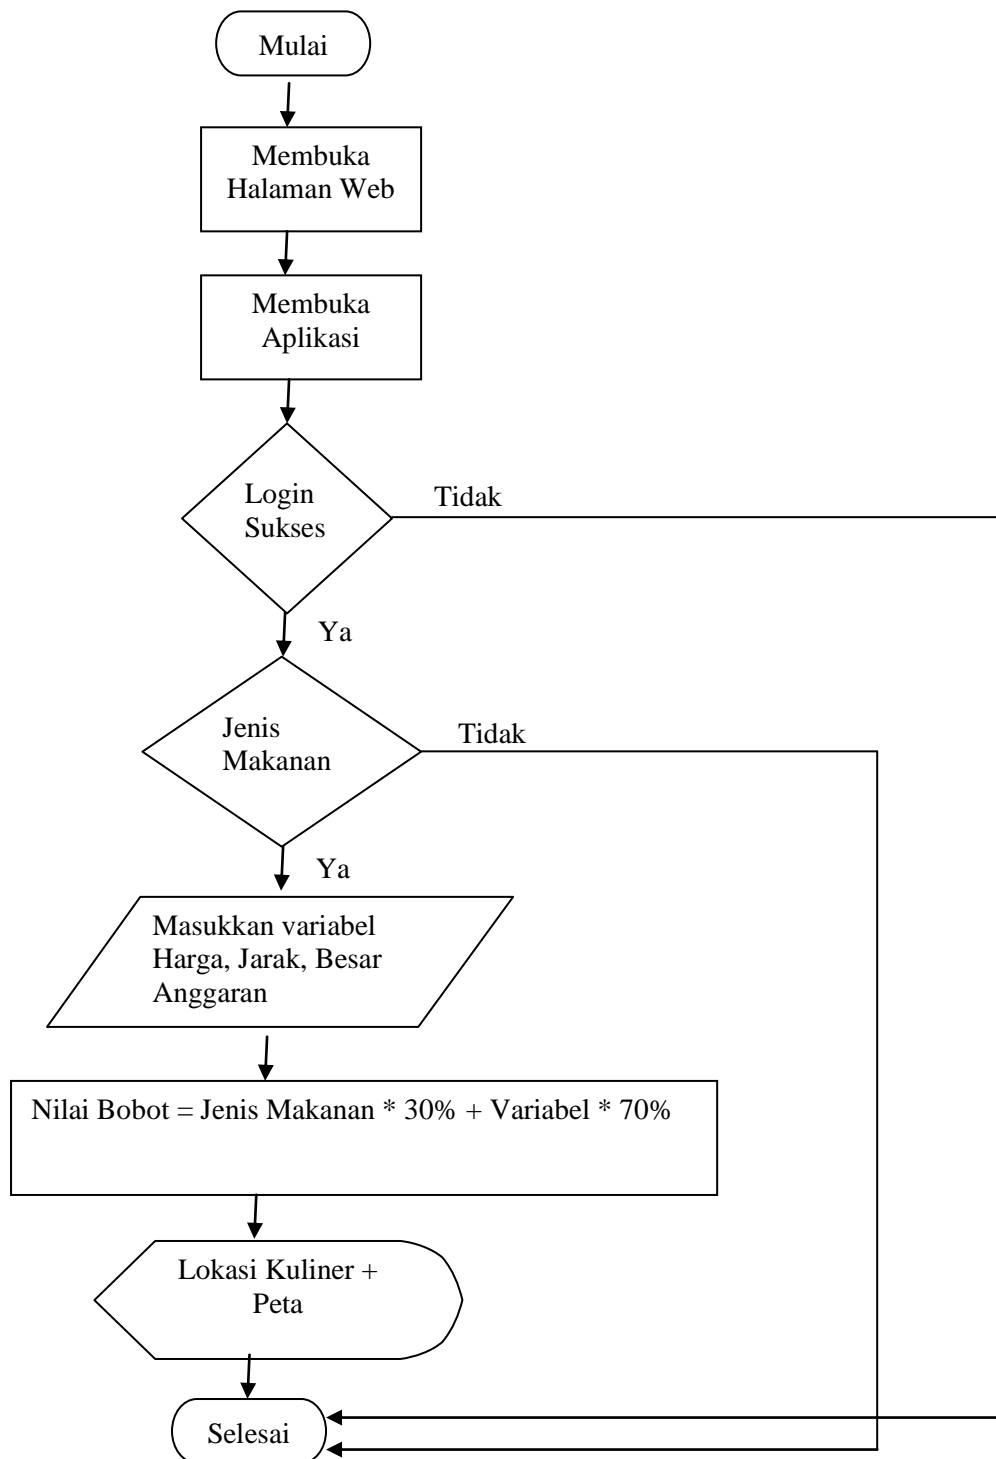 Mulai
Membuka
Halaman Web
Membuka
Aplikasi
Login
Sukses
Tidak
Ya
Jenis
Makanan
Tidak
Ya
Masukkan variabel
Harga, Jarak, Besar
Anggaran
Nilai Bobot = Jenis Makanan * 30% + Variabel * 70%
Lokasi Kuliner +
Peta
Selesai